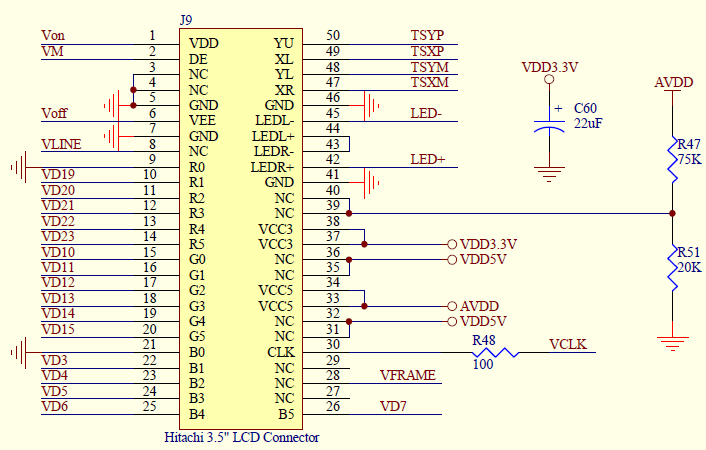 J9
Von 1 VDD YU 50 TSYP
VM 2 DE XL 49 TSXP
3 NC YL 48 TSYM
4 NC XR 47 TSXM
5 GND GND 46
Voff 6 VEE LEDL- 45 LED-
7 GND LEDL+ 44
VLINE 8 NC LEDR- 43
9 R0 LEDR+ 42 LED+
VD19 10 R1 GND 41
VD20 11 R2 NC 40
VD21 12 R3 NC 39
VD22 13 R4 VCC3 38
VD23 14 R5 VCC3 37 VDD3.3V
VD10 15 G0 NC 36 VDD5V
VD11 16 G1 NC 35
VD12 17 G2 VCC5 34
VD13 18 G3 VCC5 33 AVDD
VD14 19 G4 NC 32 VDD5V
VD15 20 G5 NC 31
21 B0 CLK 30 R48 100 VCLK
VD3 22 B1 NC 29
VD4 23 B2 NC 28 VFRAME
VD5 24 B3 NC 27
VD6 25 B4 B5 26 VD7
Hitachi 3.5" LCD Connector
VDD3.3V
+
C60
22uF
AVDD
R47
75K
R51
20K